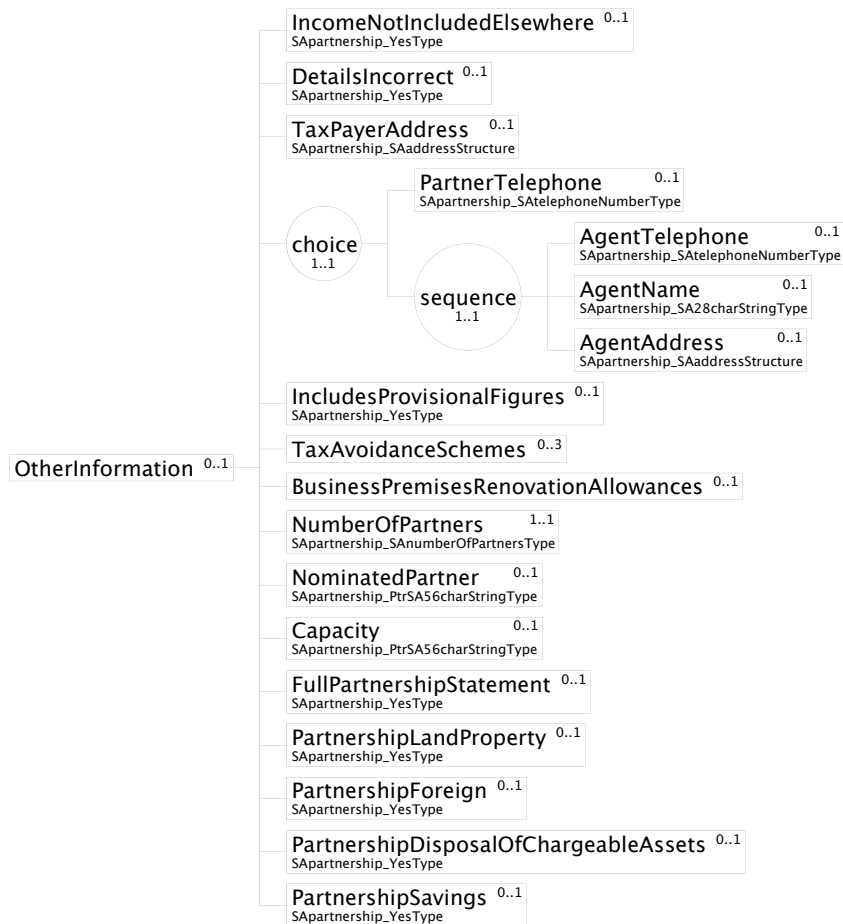 IncomeNotIncludedElsewhere 0..1
SApartnership_YesType
DetailsIncorrect 0..1
SApartnership_YesType
TaxPayerAddress 0..1
SApartnership_SAaddressStructure
PartnerTelephone 0..1
SApartnership_SAtelephoneNumberType
choice
1..1
AgentTelephone 0..1
SApartnership_SAtelephoneNumberType
sequence
1..1
AgentName 0..1
SApartnership_SA28charStringType
AgentAddress 0..1
SApartnership_SAaddressStructure
IncludesProvisionalFigures 0..1
SApartnership_YesType
TaxAvoidanceSchemes 0..3
OtherInformation 0..1
BusinessPremisesRenovationAllowances 0..1
NumberOfPartners 1..1
SApartnership_SAnumberOfPartnersType
NominatedPartner 0..1
SApartnership_PtrSA56charStringType
Capacity 0..1
SApartnership_PtrSA56charStringType
FullPartnershipStatement 0..1
SApartnership_YesType
PartnershipLandProperty 0..1
SApartnership_YesType
PartnershipForeign 0..1
SApartnership_YesType
PartnershipDisposalOfChargeableAssets 0..1
SApartnership_YesType
PartnershipSavings 0..1
SApartnership_YesType